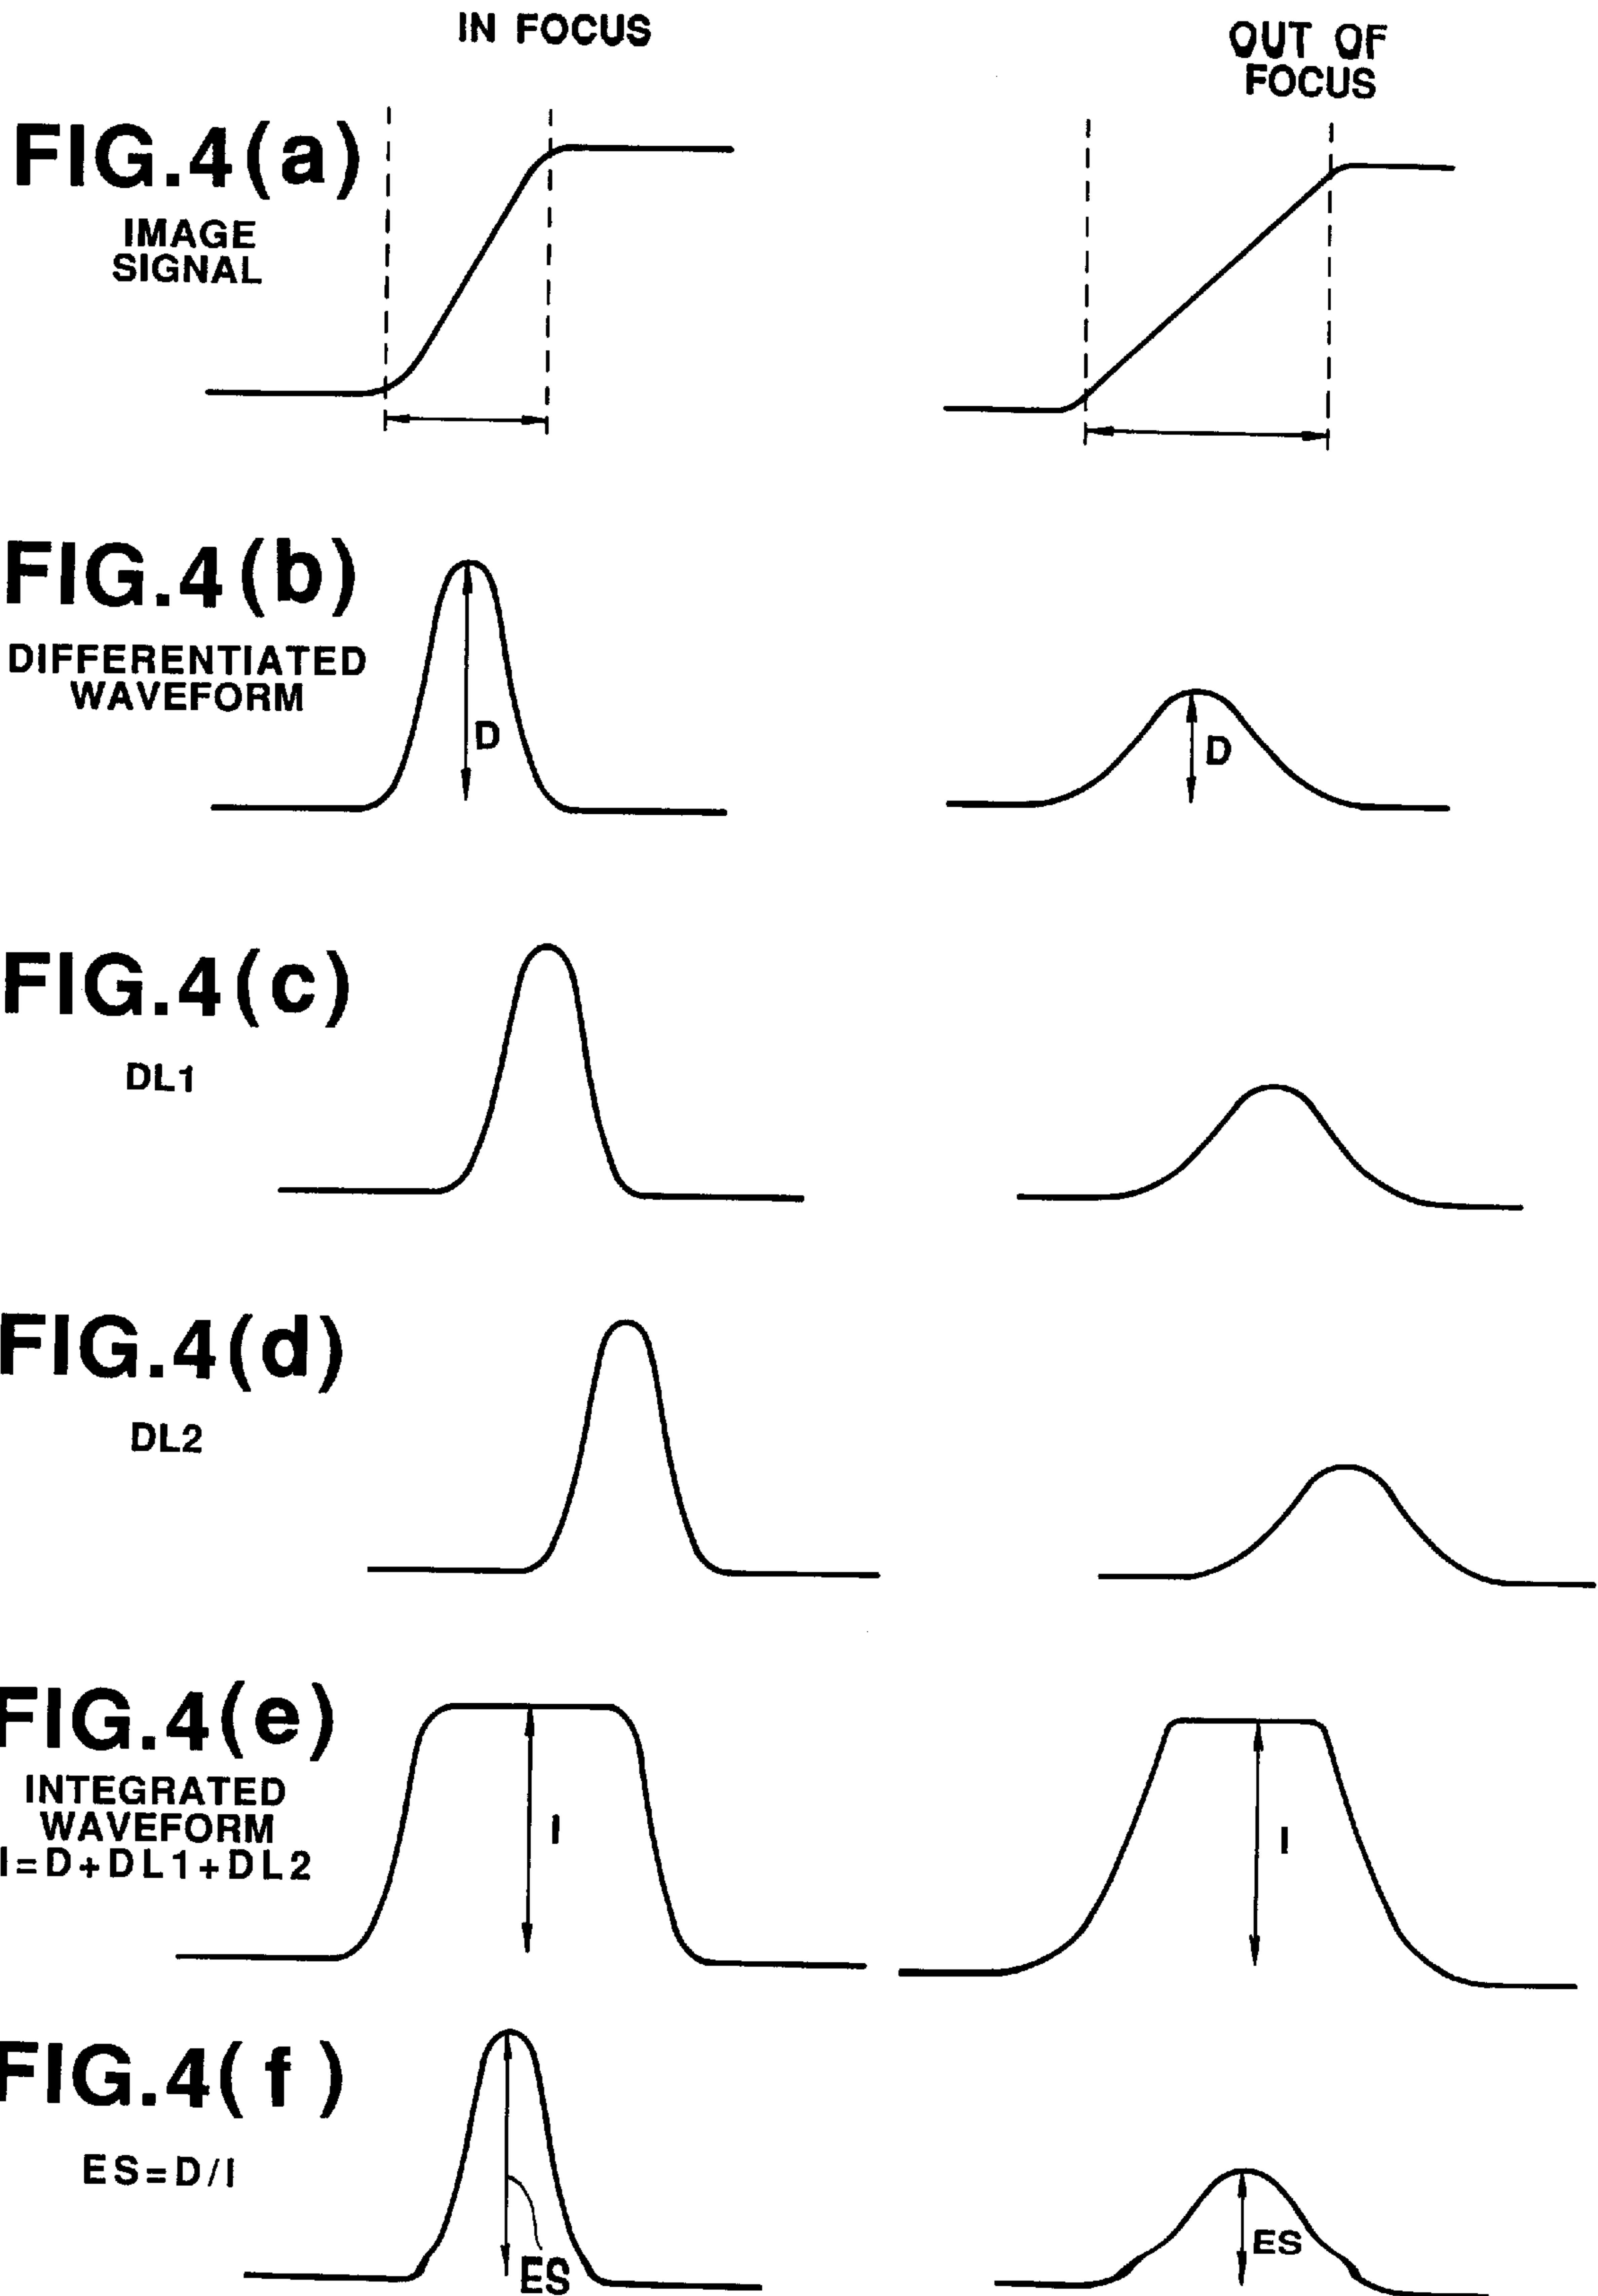 IN FOCUS
OUT OF
FOCUS
FIG.4(a)
IMAGE
SIGNAL
FIG.4(b)
DIFFERENTIATED
WAVEFORM
D
D
FIG.4(c)
DL1
FIG.4(d)
DL2
FIG.4(e)
INTEGRATED
WAVEFORM
I=D+DL1+DL2
I
I
FIG.4(f)
ES=D/I
ES
ES